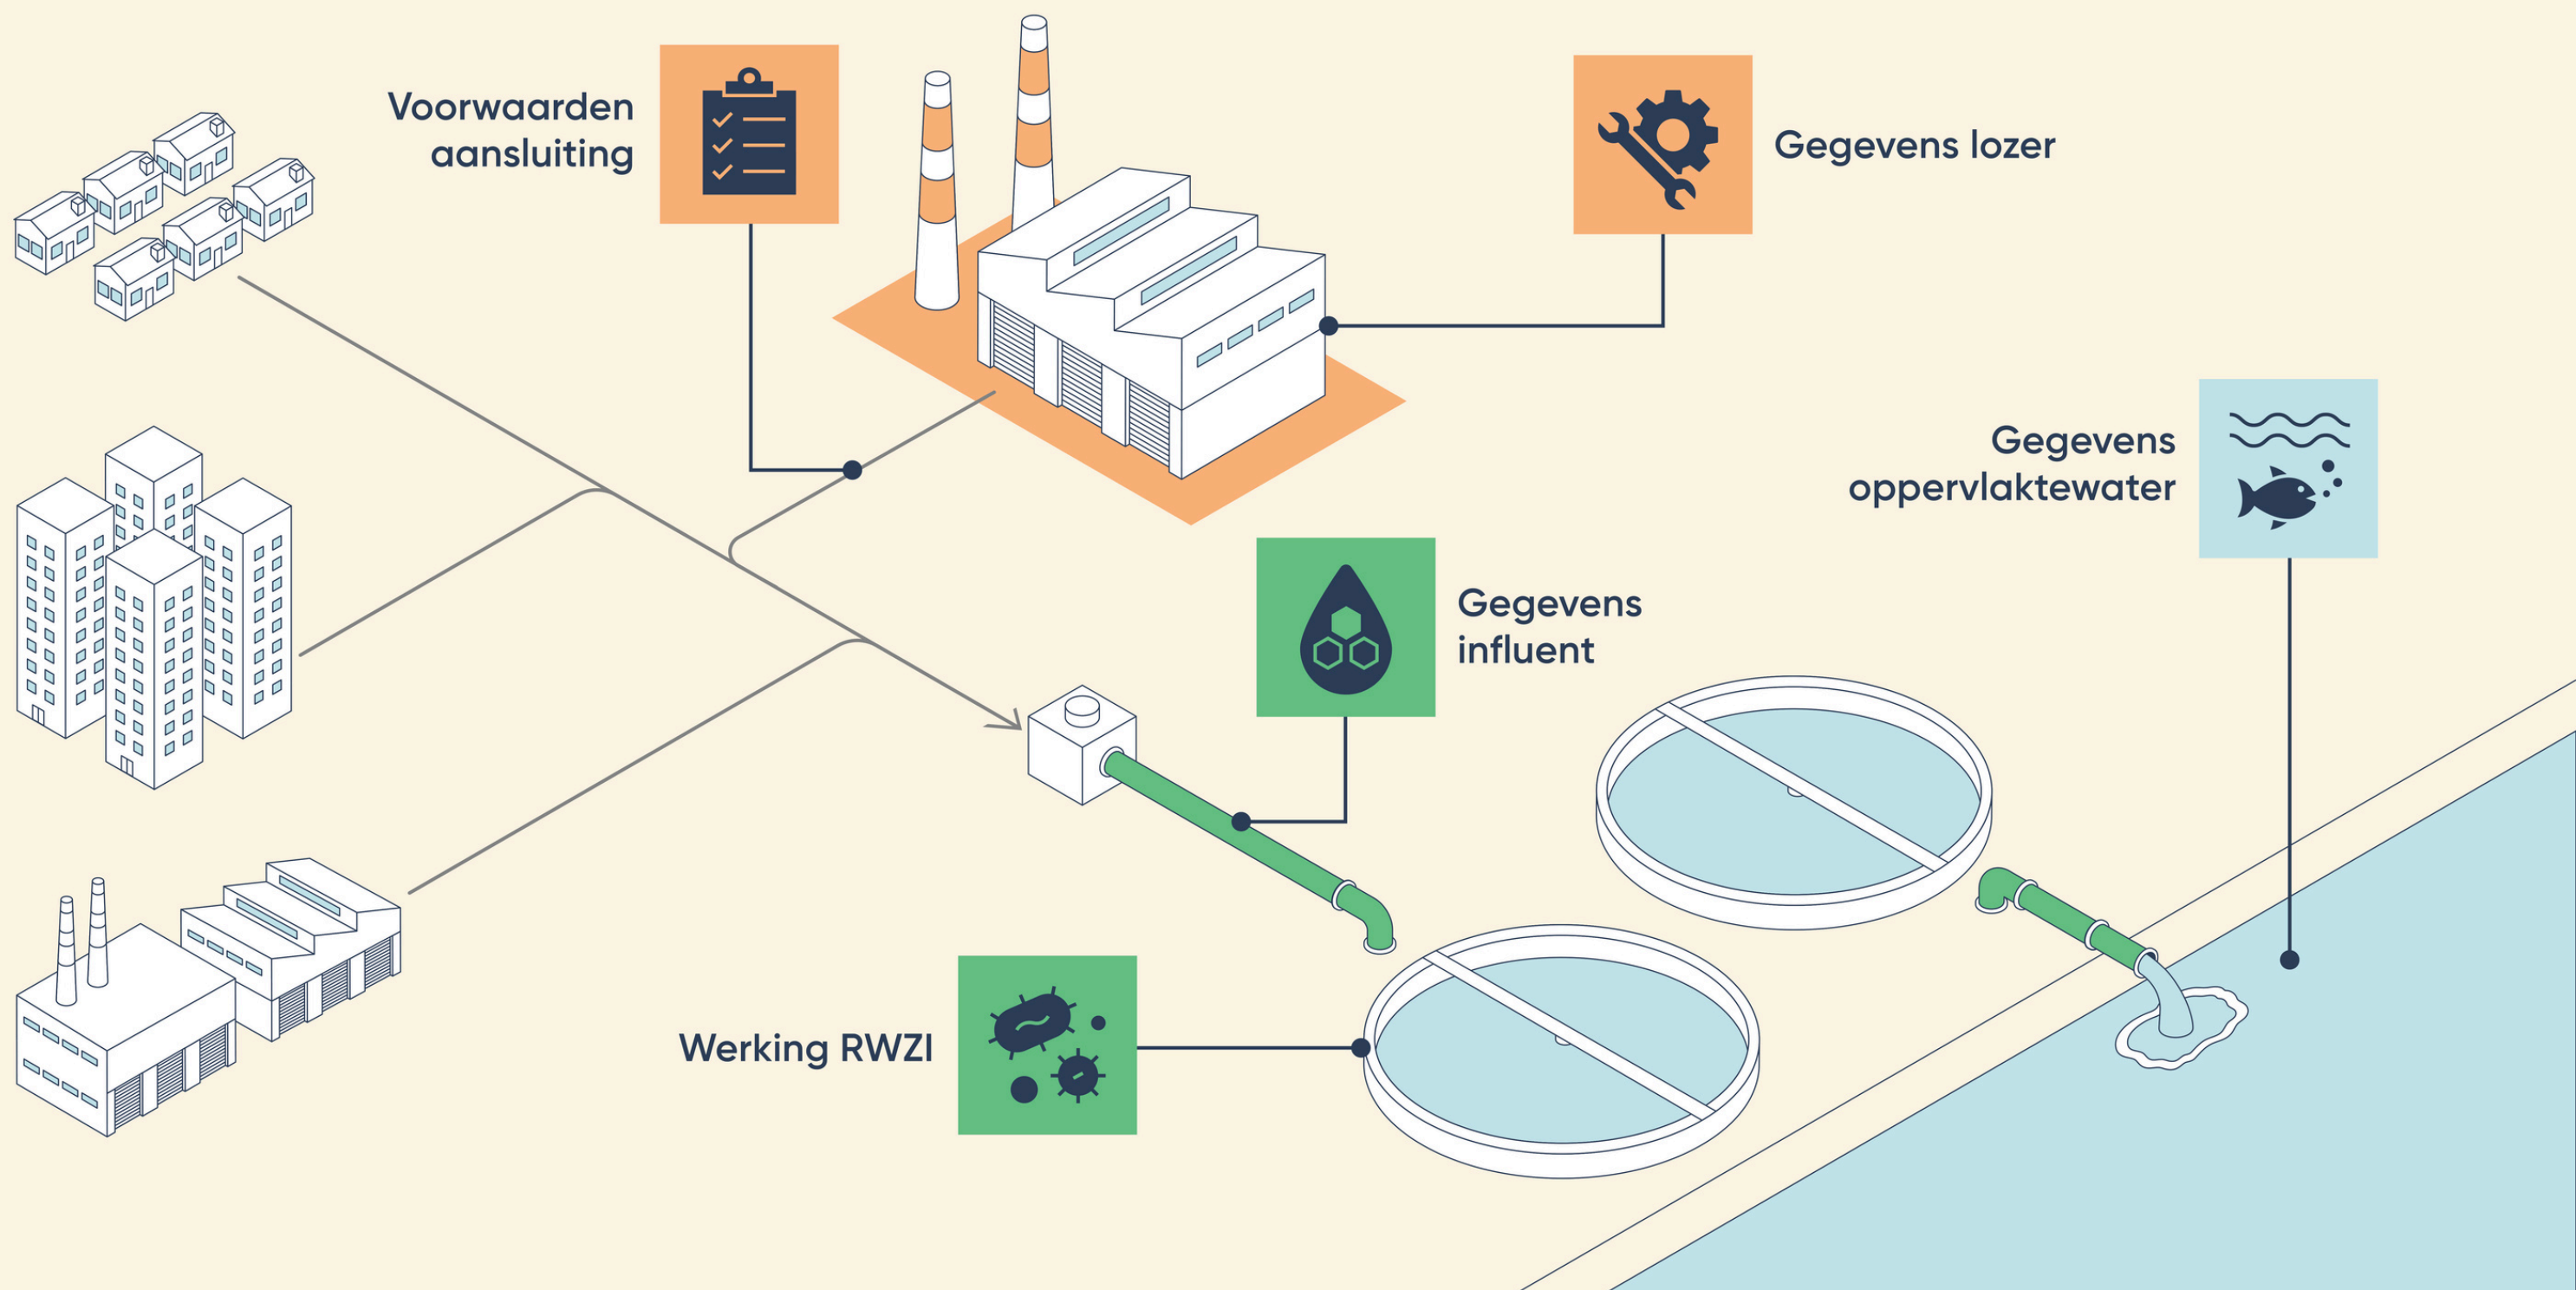 Voorwaarden
aansluiting
Gegevens lozer
Gegevens
oppervlaktewater
Gegevens
influent
Werking RWZI